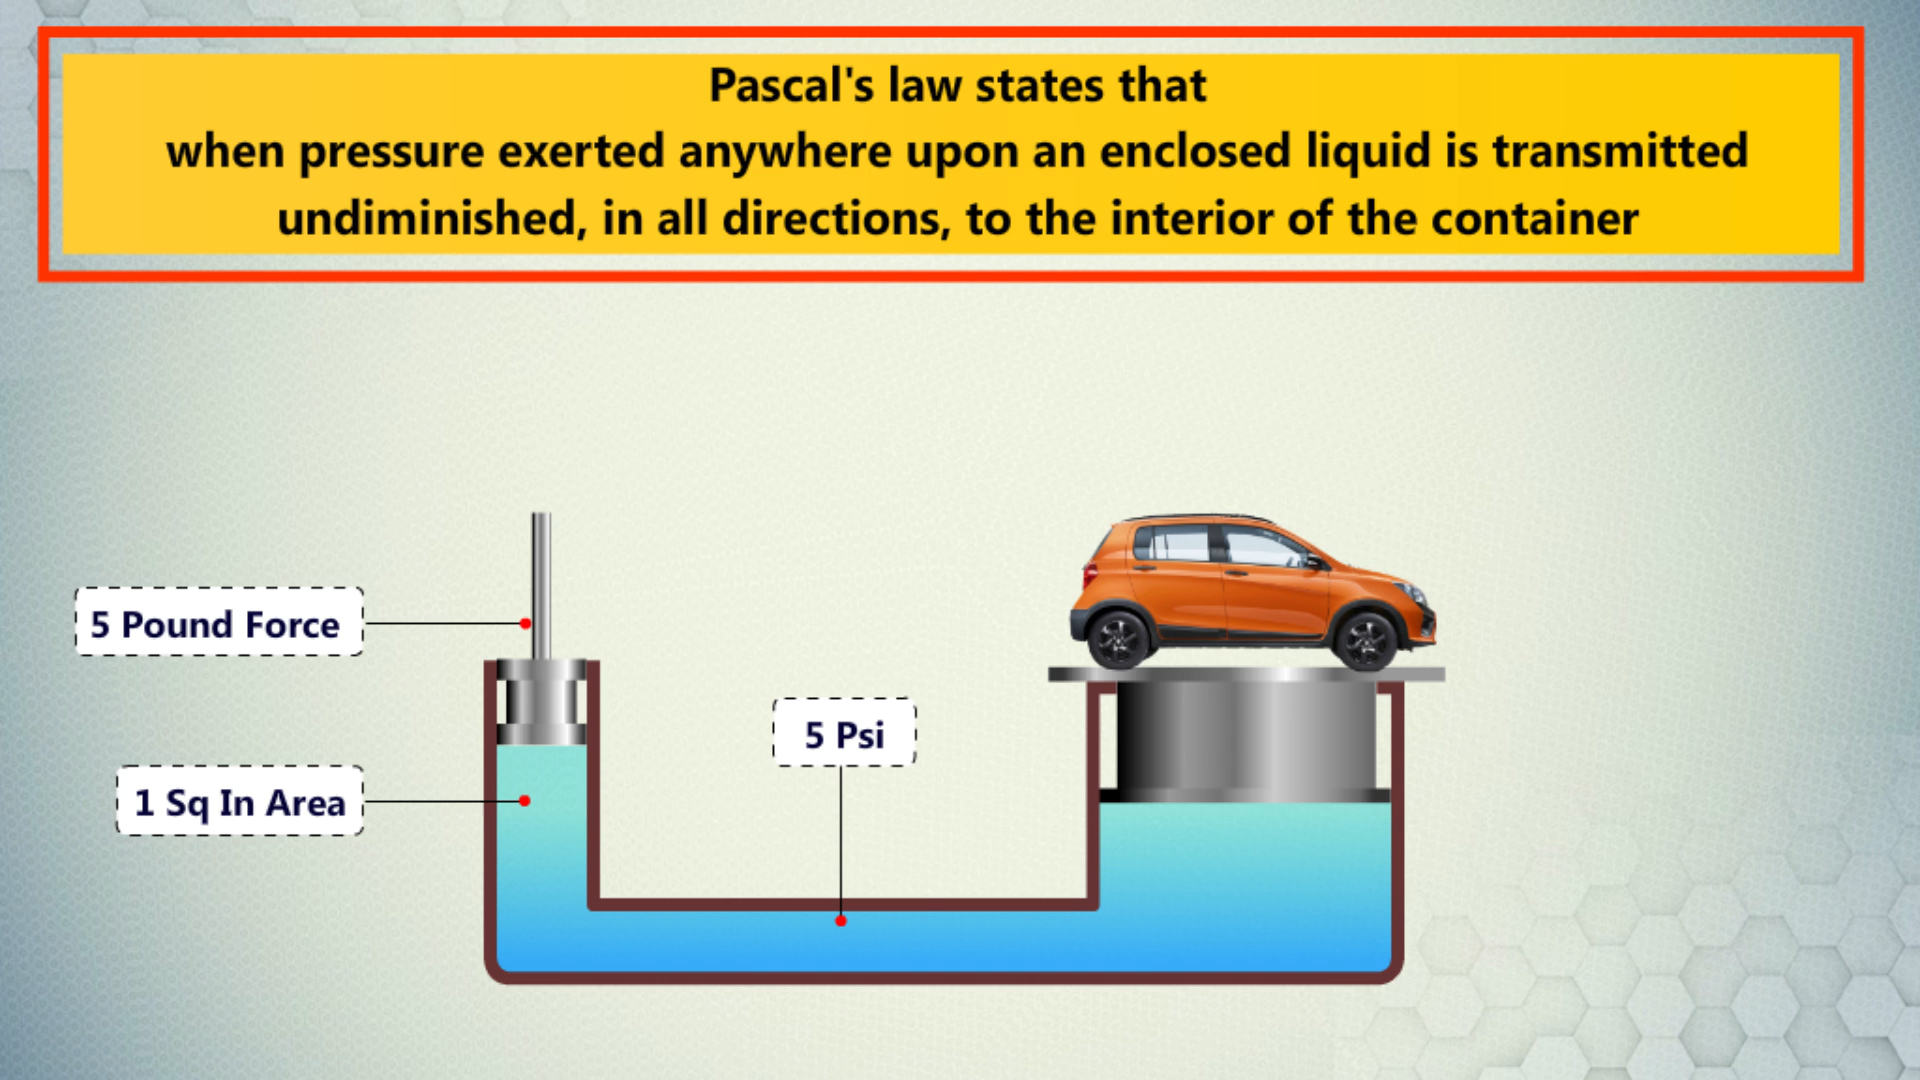 Pascal's law states that
when pressure exerted anywhere upon an enclosed liquid is transmitted
undiminished, in all directions, to the interior of the container
5 Pound Force
5 Psi
1 Sq In Area